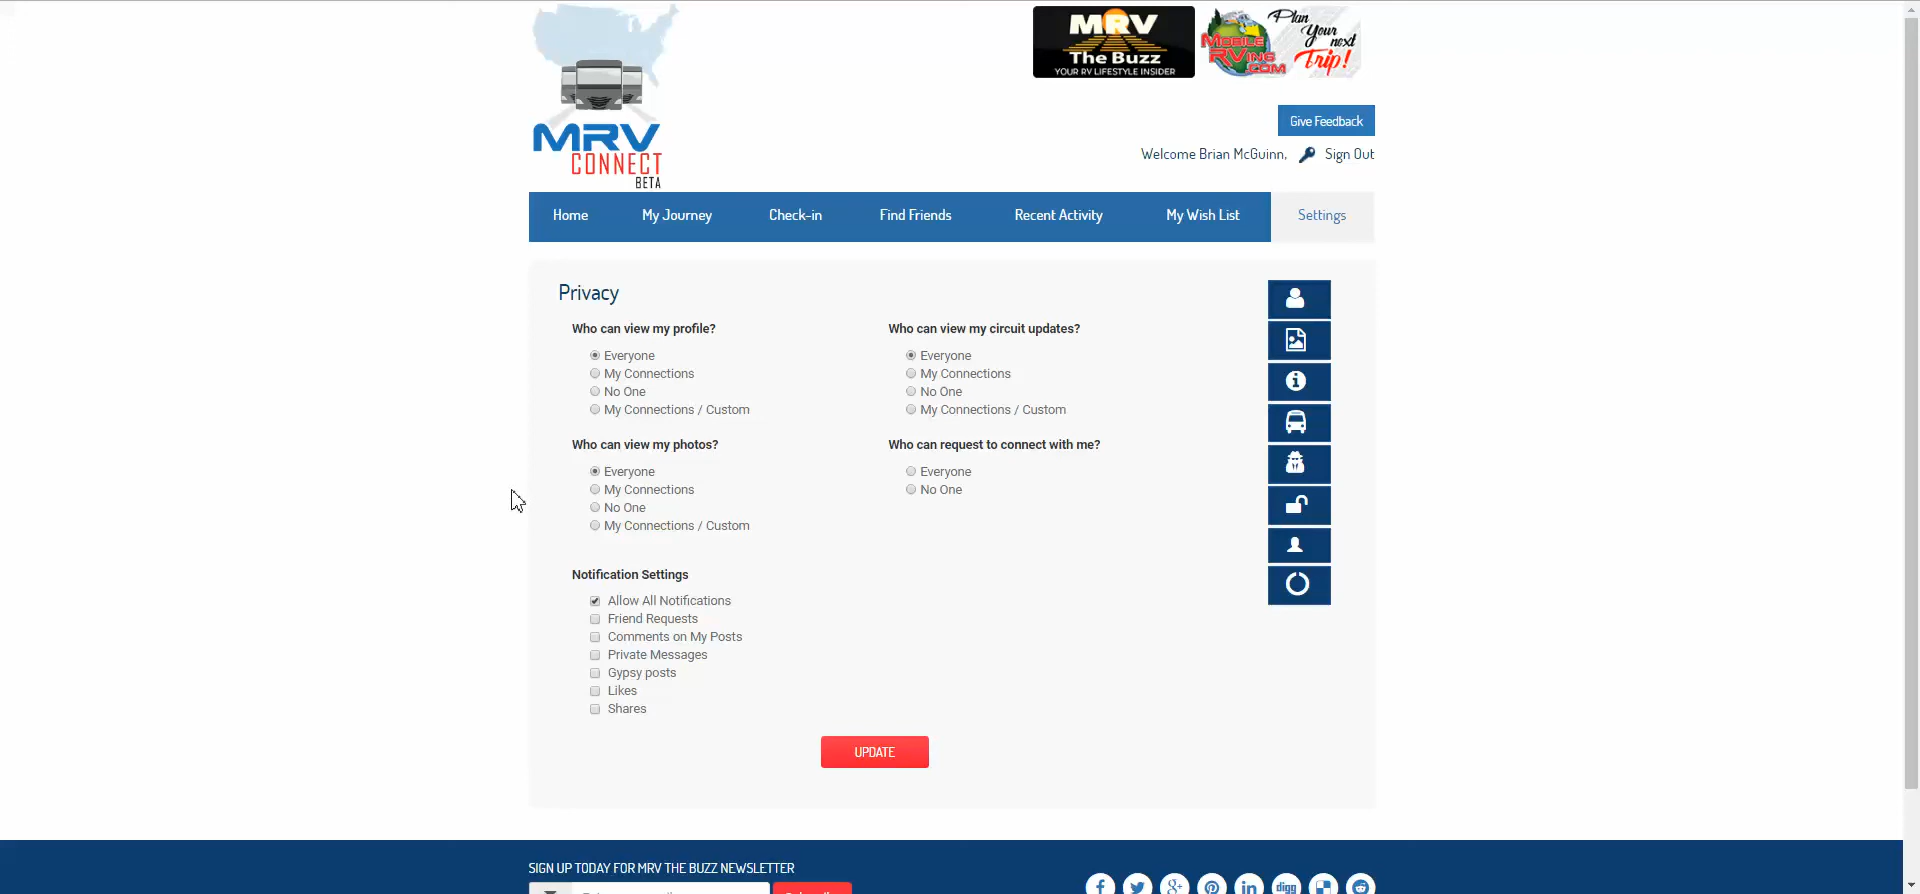 MRV
The Buzz
YOUR RV LIFESTYLE INSIDER
MOBILE
RVING.COM
Plan
Your
next
Trip!
MRV
CONNECT
BETA
Give Feedback
Welcome Brian McGuinn, Sign Out
Home My Journey Check-in Find Friends Recent Activity My Wish List Settings
Privacy
Who can view my profile?
Everyone
My Connections
No One
My Connections / Custom
Who can view my circuit updates?
Everyone
My Connections
No One
My Connections / Custom
Who can view my photos?
Everyone
My Connections
No One
My Connections / Custom
Who can request to connect with me?
Everyone
No One
Notification Settings
Allow All Notifications
Friend Requests
Comments on My Posts
Private Messages
Gypsy posts
Likes
Shares
UPDATE
SIGN UP TODAY FOR MRV THE BUZZ NEWSLETTER
digg